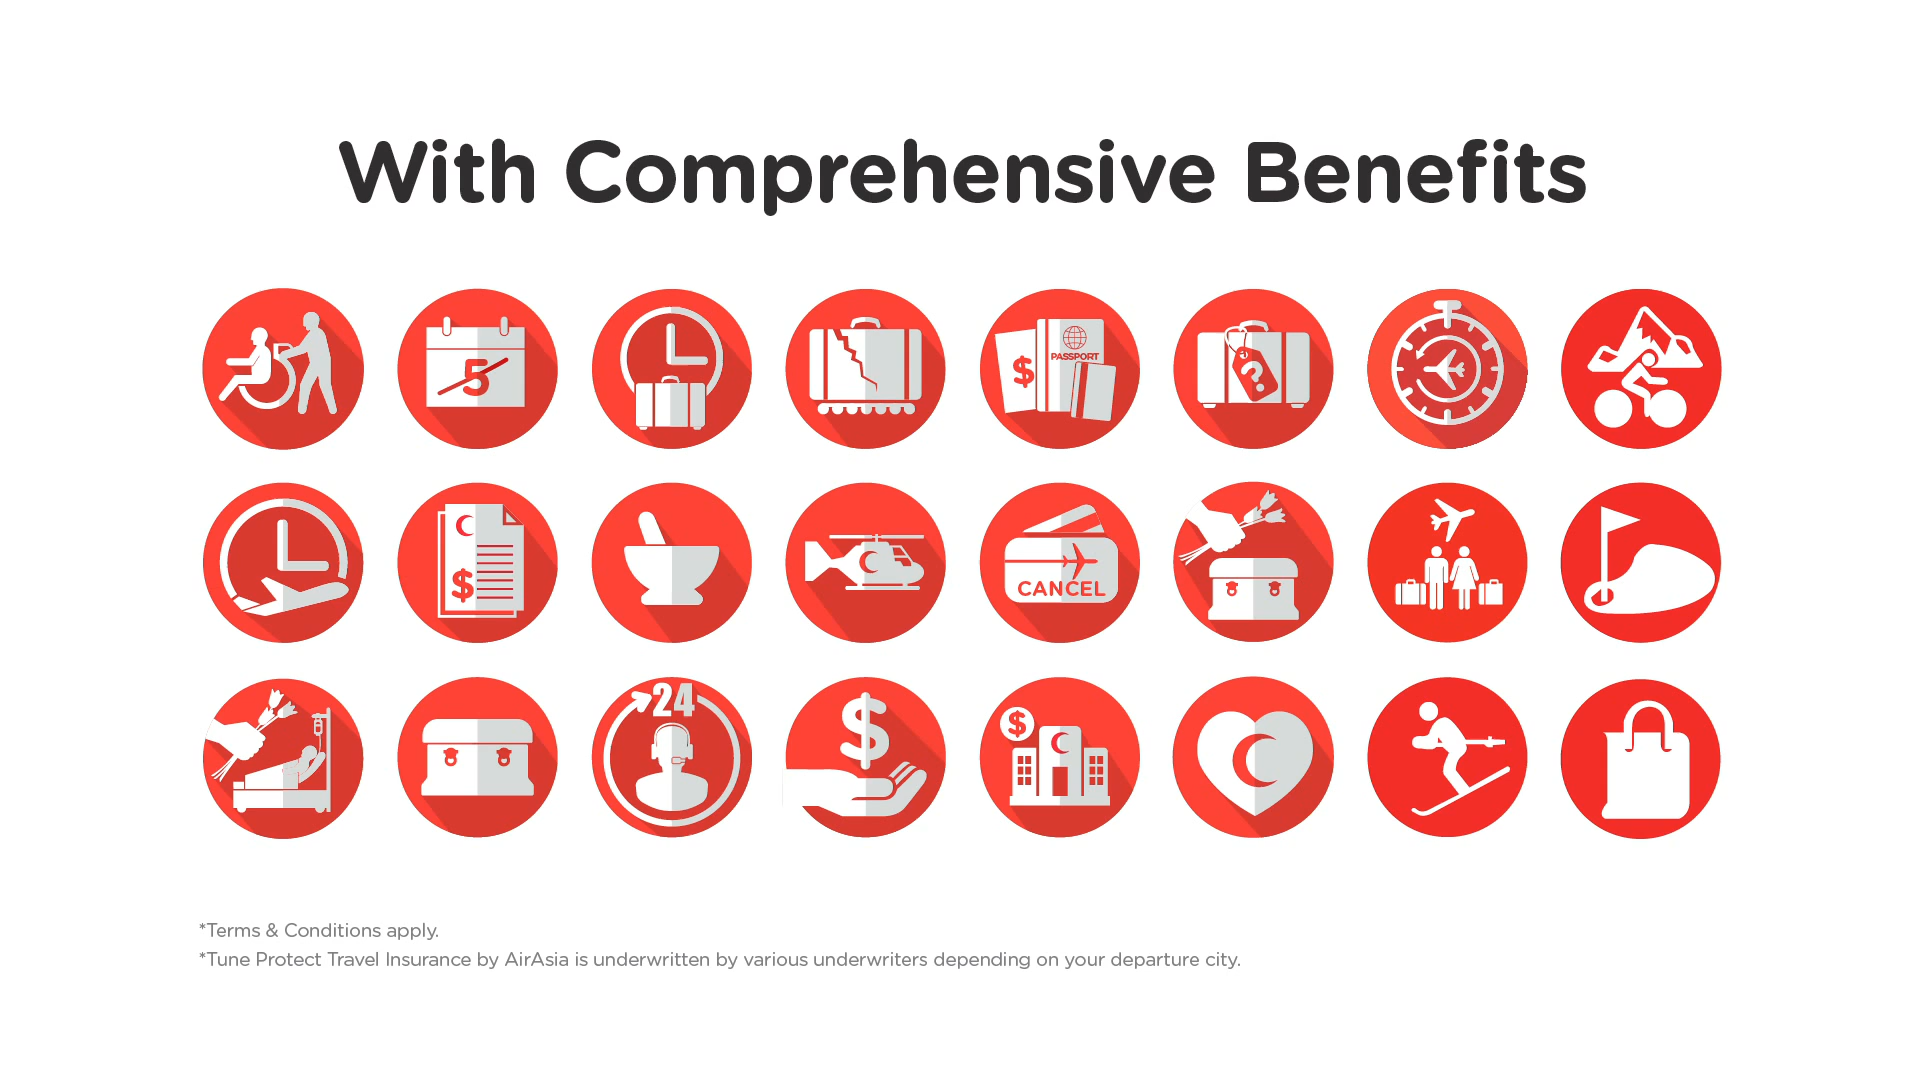 With Comprehensive Benefits
5
$
PASSPORT
?
$
CANCEL
24
$
$
*Terms & Conditions apply.
*Tune Protect Travel Insurance by AirAsia is underwritten by various underwriters depending on your departure city.